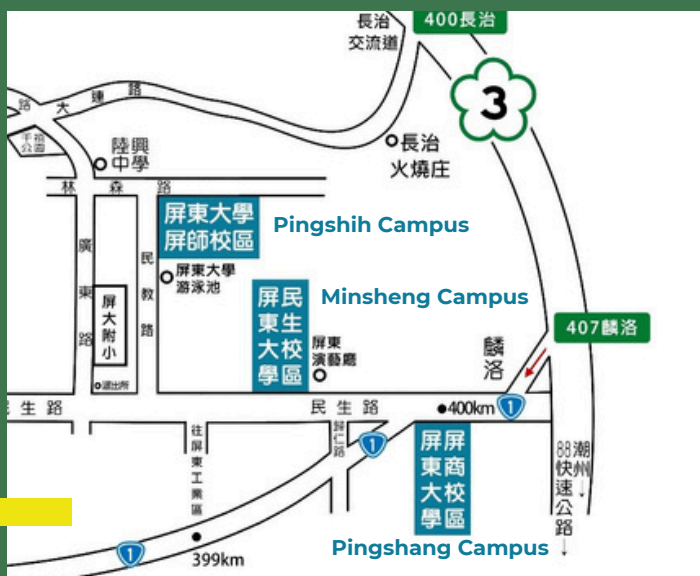 400長治
長治
交流道
3
大連路
路
千禧
公園
陸興
中學
長治
火燒庄
林森路
屏東大學
屏師校區
Pingshih Campus
廣東路
民教路
屏東大學
游泳池
屏大附小
民生校區
屏東大學
Minsheng Campus
屏東
演藝廳
麟洛
407麟洛
派出所
民生路
民生路
400km
1
歸仁路
1
往屏東工業區
屏商校區
屏東大學
潮州↓
88快速公路↓
Pingshang Campus
1
399km